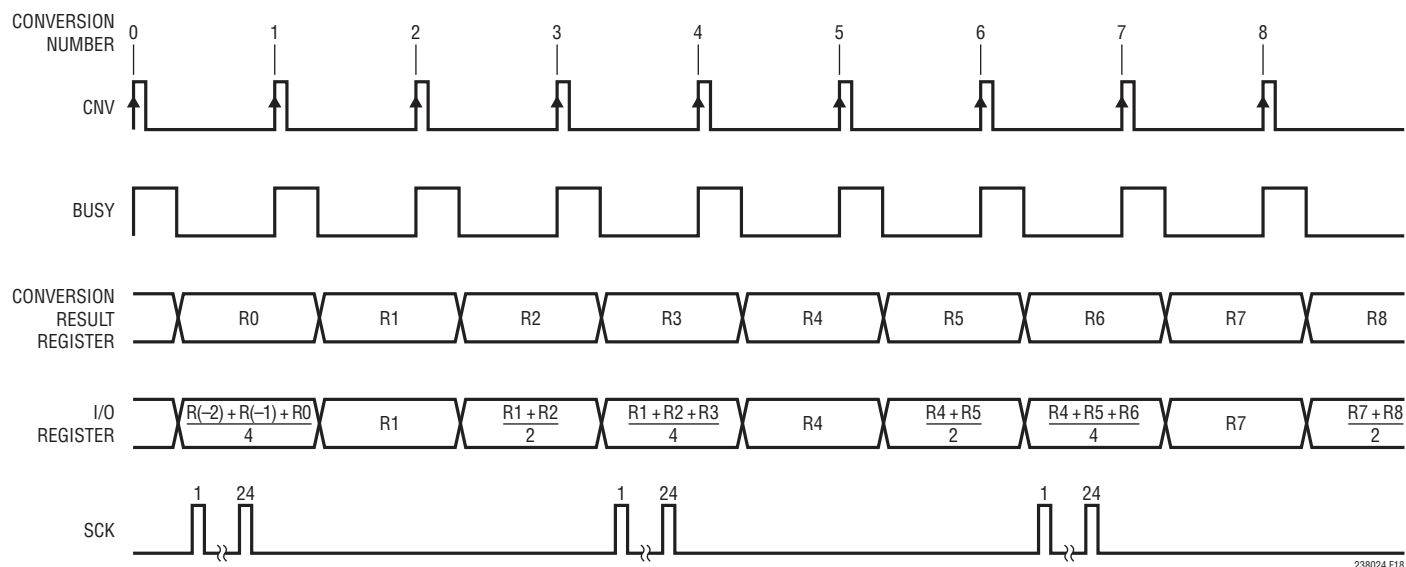 CONVERSION
NUMBER
0 1 2 3 4 5 6 7 8
CNV
BUSY
CONVERSION
RESULT
REGISTER
R0 R1 R2 R3 R4 R5 R6 R7 R8
I/O
REGISTER
R(–2) + R(–1) + R0
4
R1
R1 + R2
2
R1 + R2 + R3
4
R4
R4 + R5
2
R4 + R5 + R6
4
R7
R7 + R8
2
SCK
1 24 1 24 1 24
238024 F18